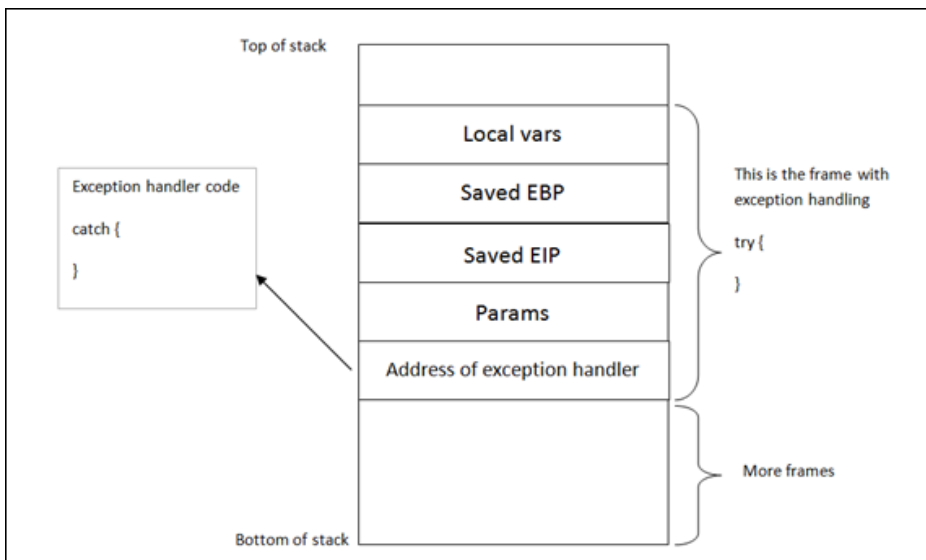 Top of stack
Local vars
Exception handler code
catch {
}
Saved EBP
Saved EIP
Params
Address of exception handler
This is the frame with
exception handling
try {
}
More frames
Bottom of stack